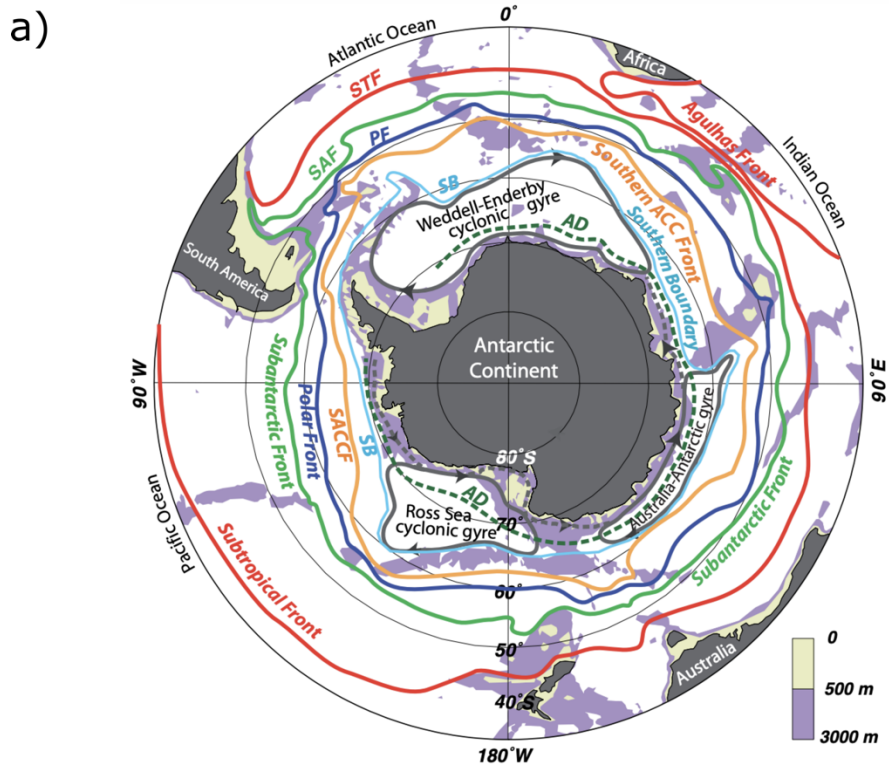 a)
0°
Atlantic Ocean
Africa
STF
Agulhas Front
PF
SAF
Indian Ocean
Southern ACC Front
SB
Weddell-Enderby
cyclonic gyre
AD
Southern Boundary
South America
Antarctic
Continent
90°W
90°E
Subantarctic Front
Polar Front
SACCF
SB
80°S
Australia-Antarctic gyre
AD
70°
Ross Sea
cyclonic gyre
Pacific Ocean
Subtropical Front
Subantarctic Front
60°
50°
40°S
Australia
0
500 m
3000 m
180°W